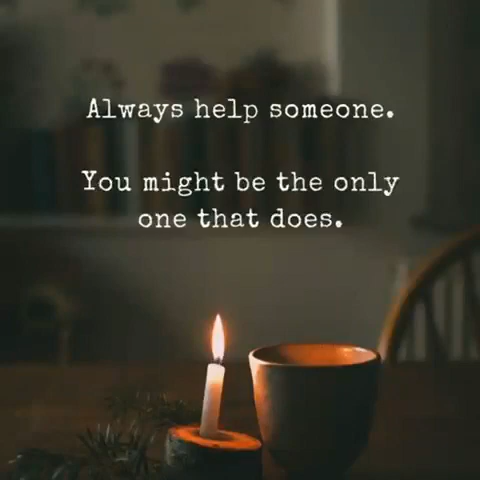 Always help someone.
You might be the only
one that does.